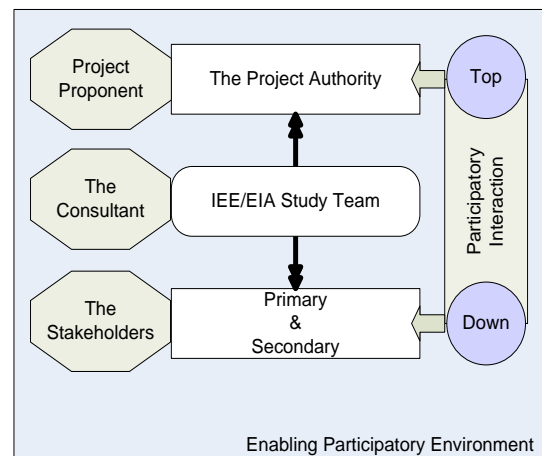 Project
Proponent
The Project Authority
Top
The
Consultant
IEE/EIA Study Team
Participatory
Interaction
The
Stakeholders
Primary
&
Secondary
Down
Enabling Participatory Environment